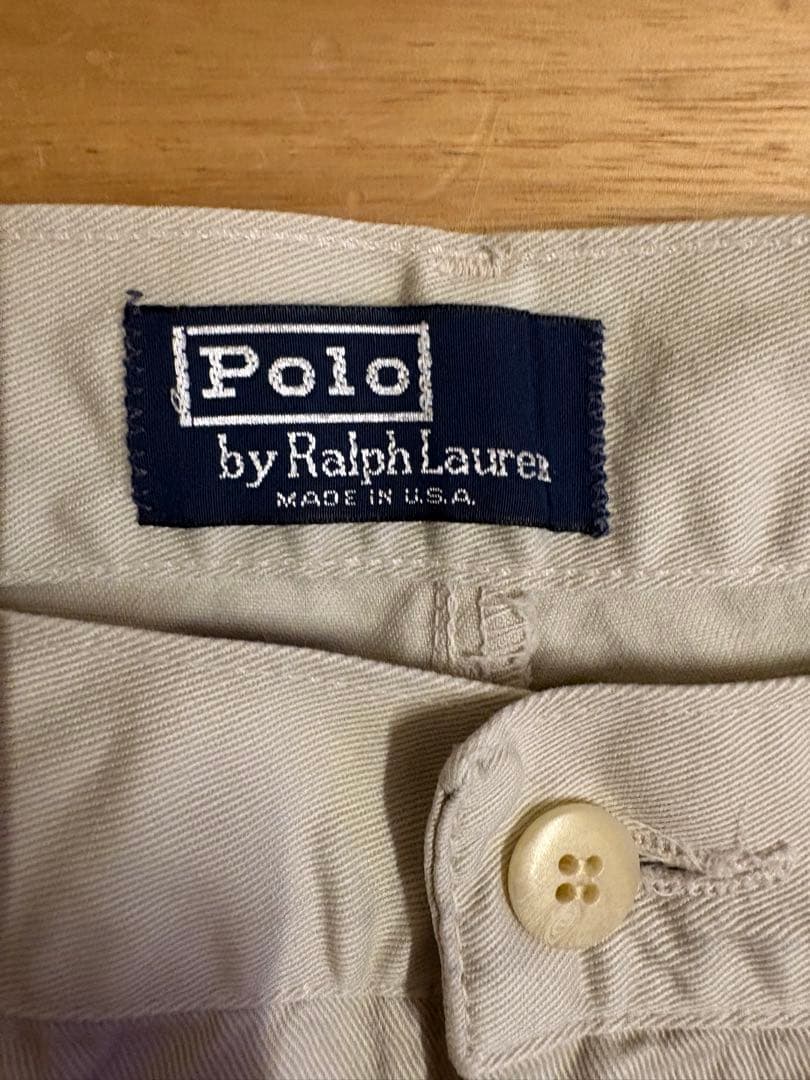 Polo
by Ralph Lauren
MADE IN U.S.A.